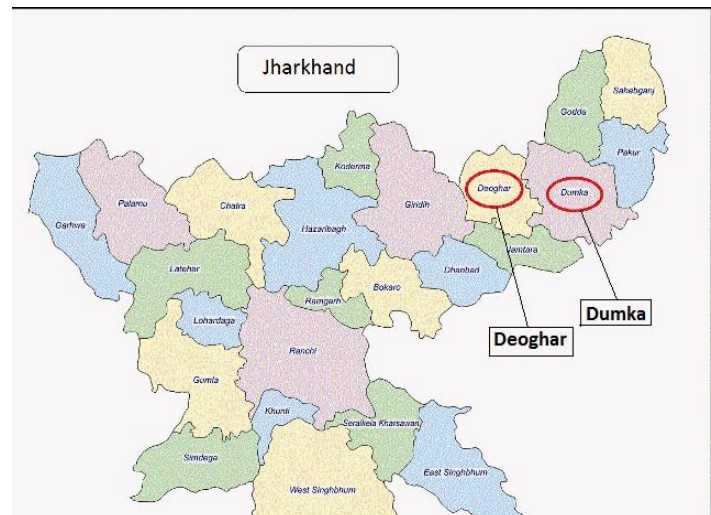 Jharkhand
Sahebganj
Godda
Pakur
Koderma
Deoghar
Dumka
Palamu
Chatra
Giridih
Garhwa
Hazaribagh
Jamtara
Latehar
Dhanbad
Bokaro
Ramgarh
Lohardaga
Dumka
Deoghar
Ranchi
Gumla
Khunti
Seraikela Kharsawan
Simdega
East Singhbhum
West Singhbhum